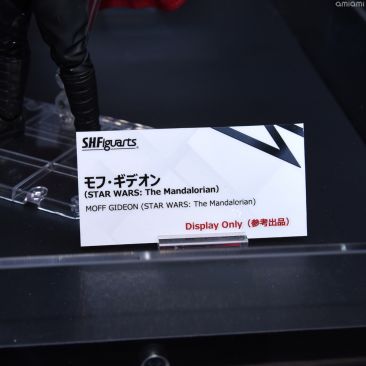 amiami
S.H.Figuarts
モフ・ギデオン
(STAR WARS: The Mandalorian)
MOFF GIDEON (STAR WARS: The Mandalorian)
Display Only (参考出品)